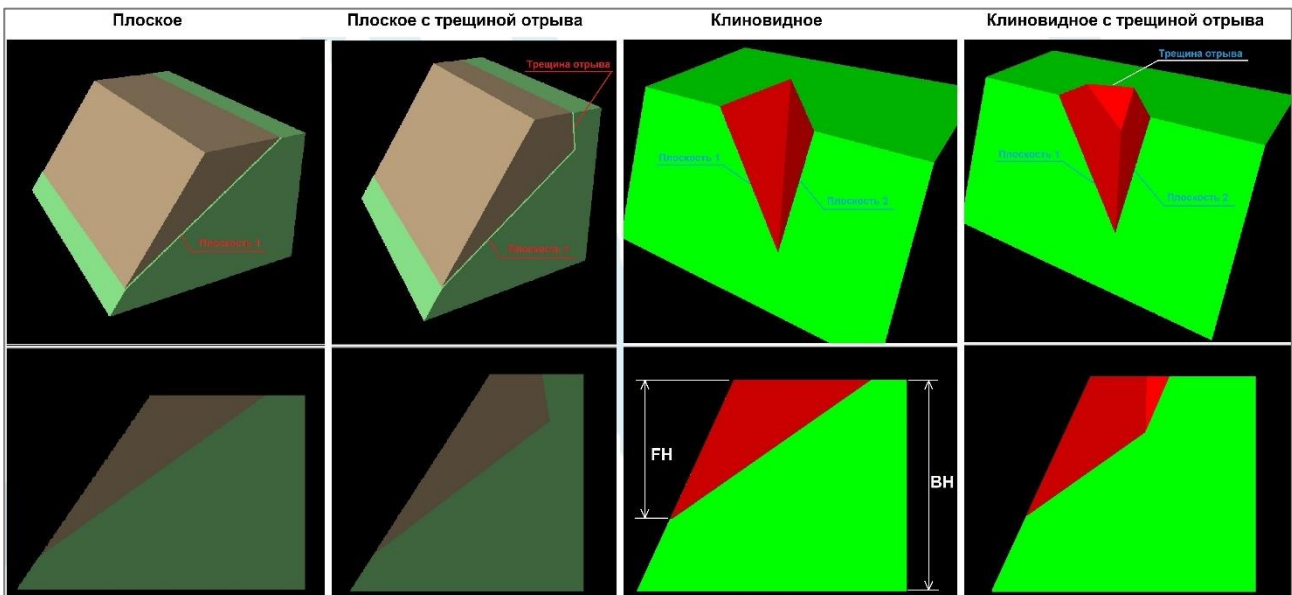 Плоское
Плоское с трещиной отрыва
Клиновидное
Клиновидное с трещиной отрыва
Плоскость 1
Трещина отрыва
Плоскость 1
Плоскость 1
Плоскость 2
Трещина отрыва
Плоскость 1
Плоскость 2
FH
BH